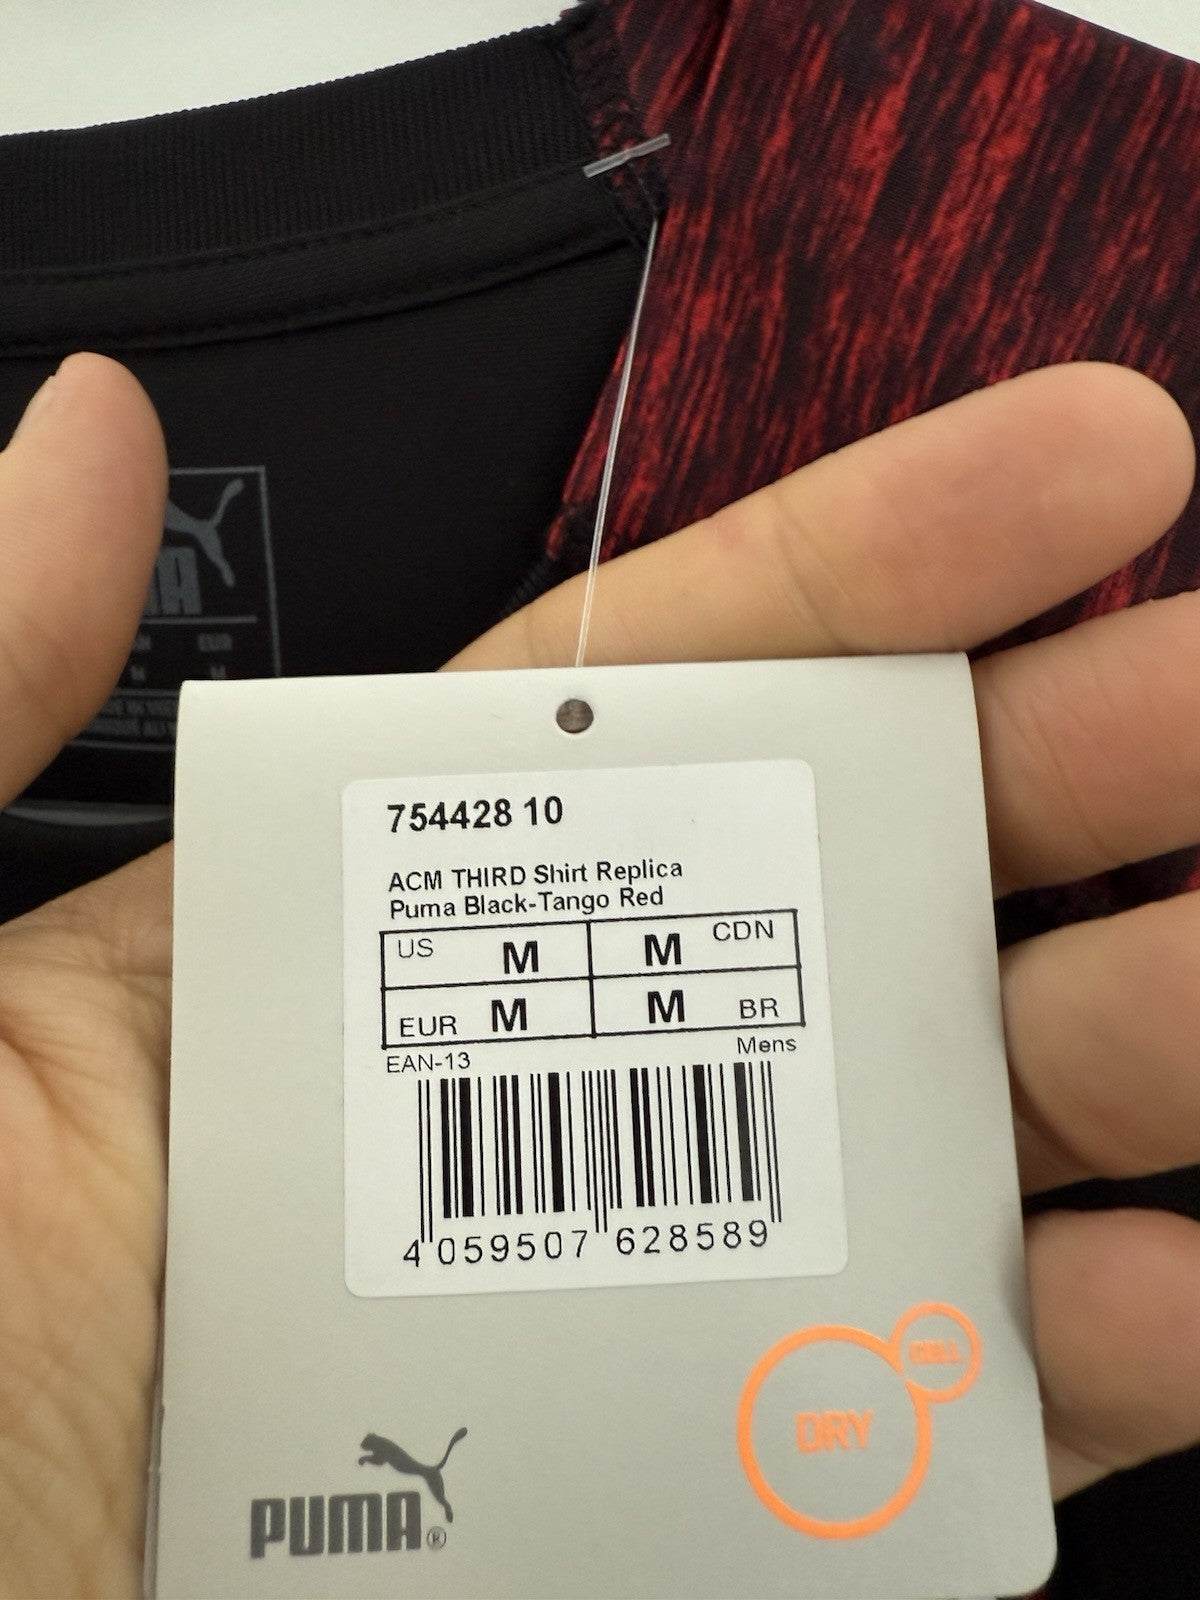 EUR
M
M
754428 10
ACM THIRD Shirt Replica
Puma Black-Tango Red
US M M CDN
EUR M M BR
EAN-13 Mens
4 059507 628589
CELL
DRY
PUMA®